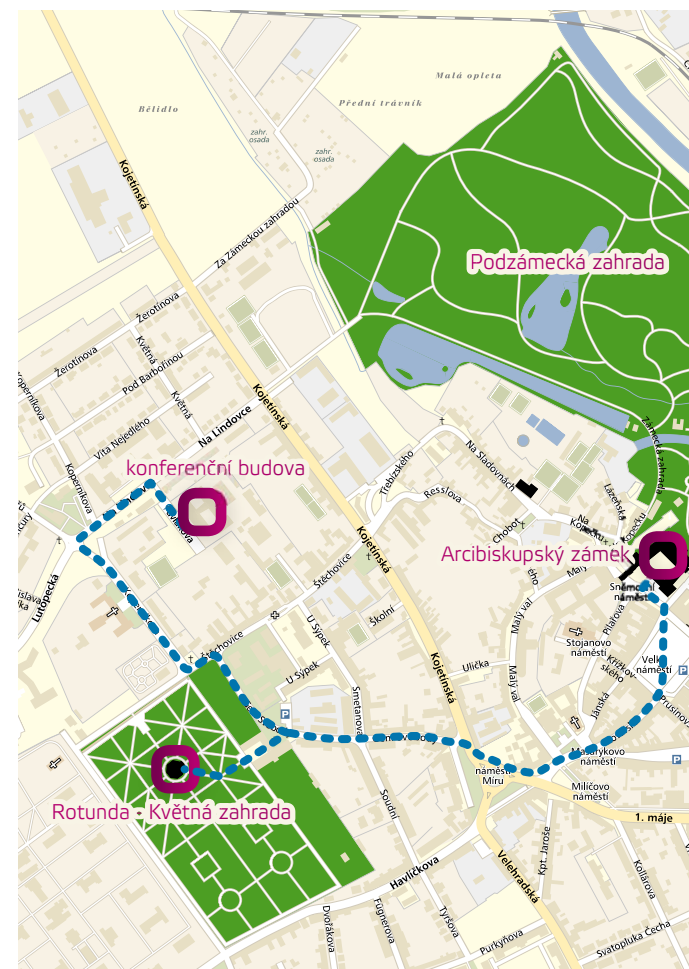 Malá opleta
Přední trávník
Bělidlo
zahr.
osada
zahr.
osada
Kojetínská
Za Zámeckou zahradou
Podzámecká zahrada
Žerotínova
Květná
Žerotínova
Pod Barbořinou
Koperníkova
Květná
Kojetínská
Víta Nejedlého
Na Lindovce
Zámecká zahrada
konferenční budova
Koperníkova
Třebízského
Na Sladovnách
Resslova
Lázeňská
Chobot
Na
Kopečku
Kojetínská
Arcibiskupský zámek
Štěchovice
Lutopecká
Malý val
Sněmovní
náměstí
Pilařova
U Sýpek
Školní
Stojanovo
náměstí
Štěchovice
Ulička
Kojetínská
Malý val
U Sýpek
Smetanova
Jánská
P
P
Masarykovo
náměstí
náměstí
Míru
P
Milíčovo
náměstí
Rotunda - Květná zahrada
Soudní
1. máje
Kpt. Jaroše
Havlíčkova
Velehradská
Kollárova
Dvořákova
Fügnerova
Tyršova
Purkyňova
Svatopluka Čecha